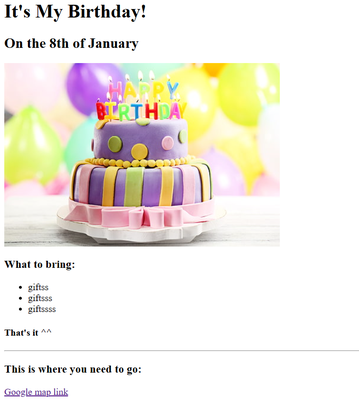 It's My Birthday!
On the 8th of January
HAPPY
BIRTHDAY
What to bring:
giftss
giftsss
giftssss
That's it ^^
This is where you need to go:
Google map link